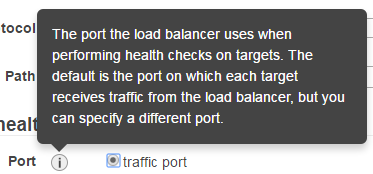 The port the load balancer uses when
performing health checks on targets. The
default is the port on which each target
receives traffic from the load balancer, but you
can specify a different port.
otocol
Path
healt
Port i traffic port